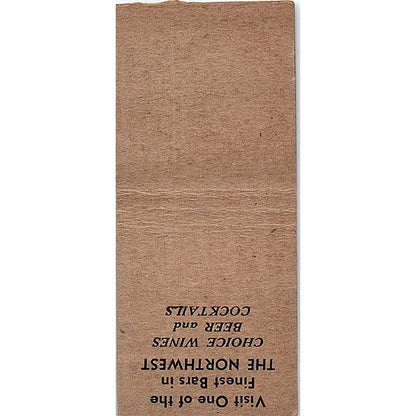 Visit One of the
Finest Bars in
THE NORTHWEST
CHOICE WINES
BEER and
COCKTAILS